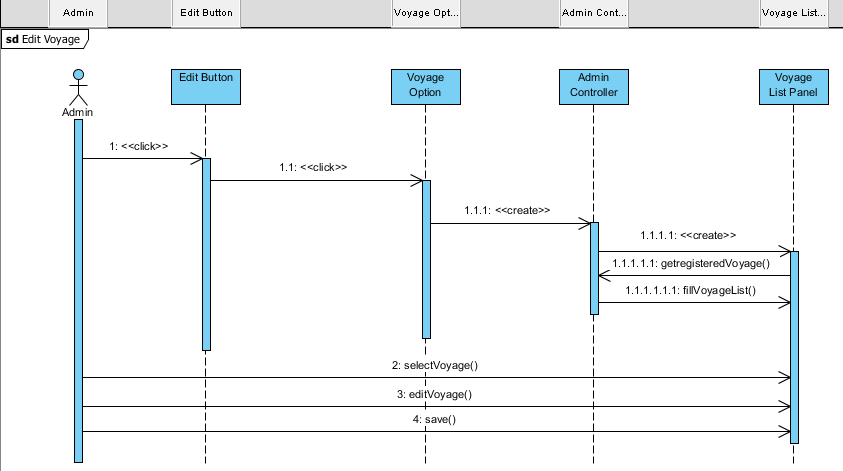 Admin
Edit Button
Voyage Opt...
Admin Cont...
Voyage List...
sd Edit Voyage
Admin
Edit Button
Voyage
Option
Admin
Controller
Voyage
List Panel
1: <<click>>
1.1: <<click>>
1.1.1: <<create>>
1.1.1.1: <<create>>
1.1.1.1.1: getregisteredVoyage()
1.1.1.1.1.1: fillVoyageList()
2: selectVoyage()
3: editVoyage()
4: save()